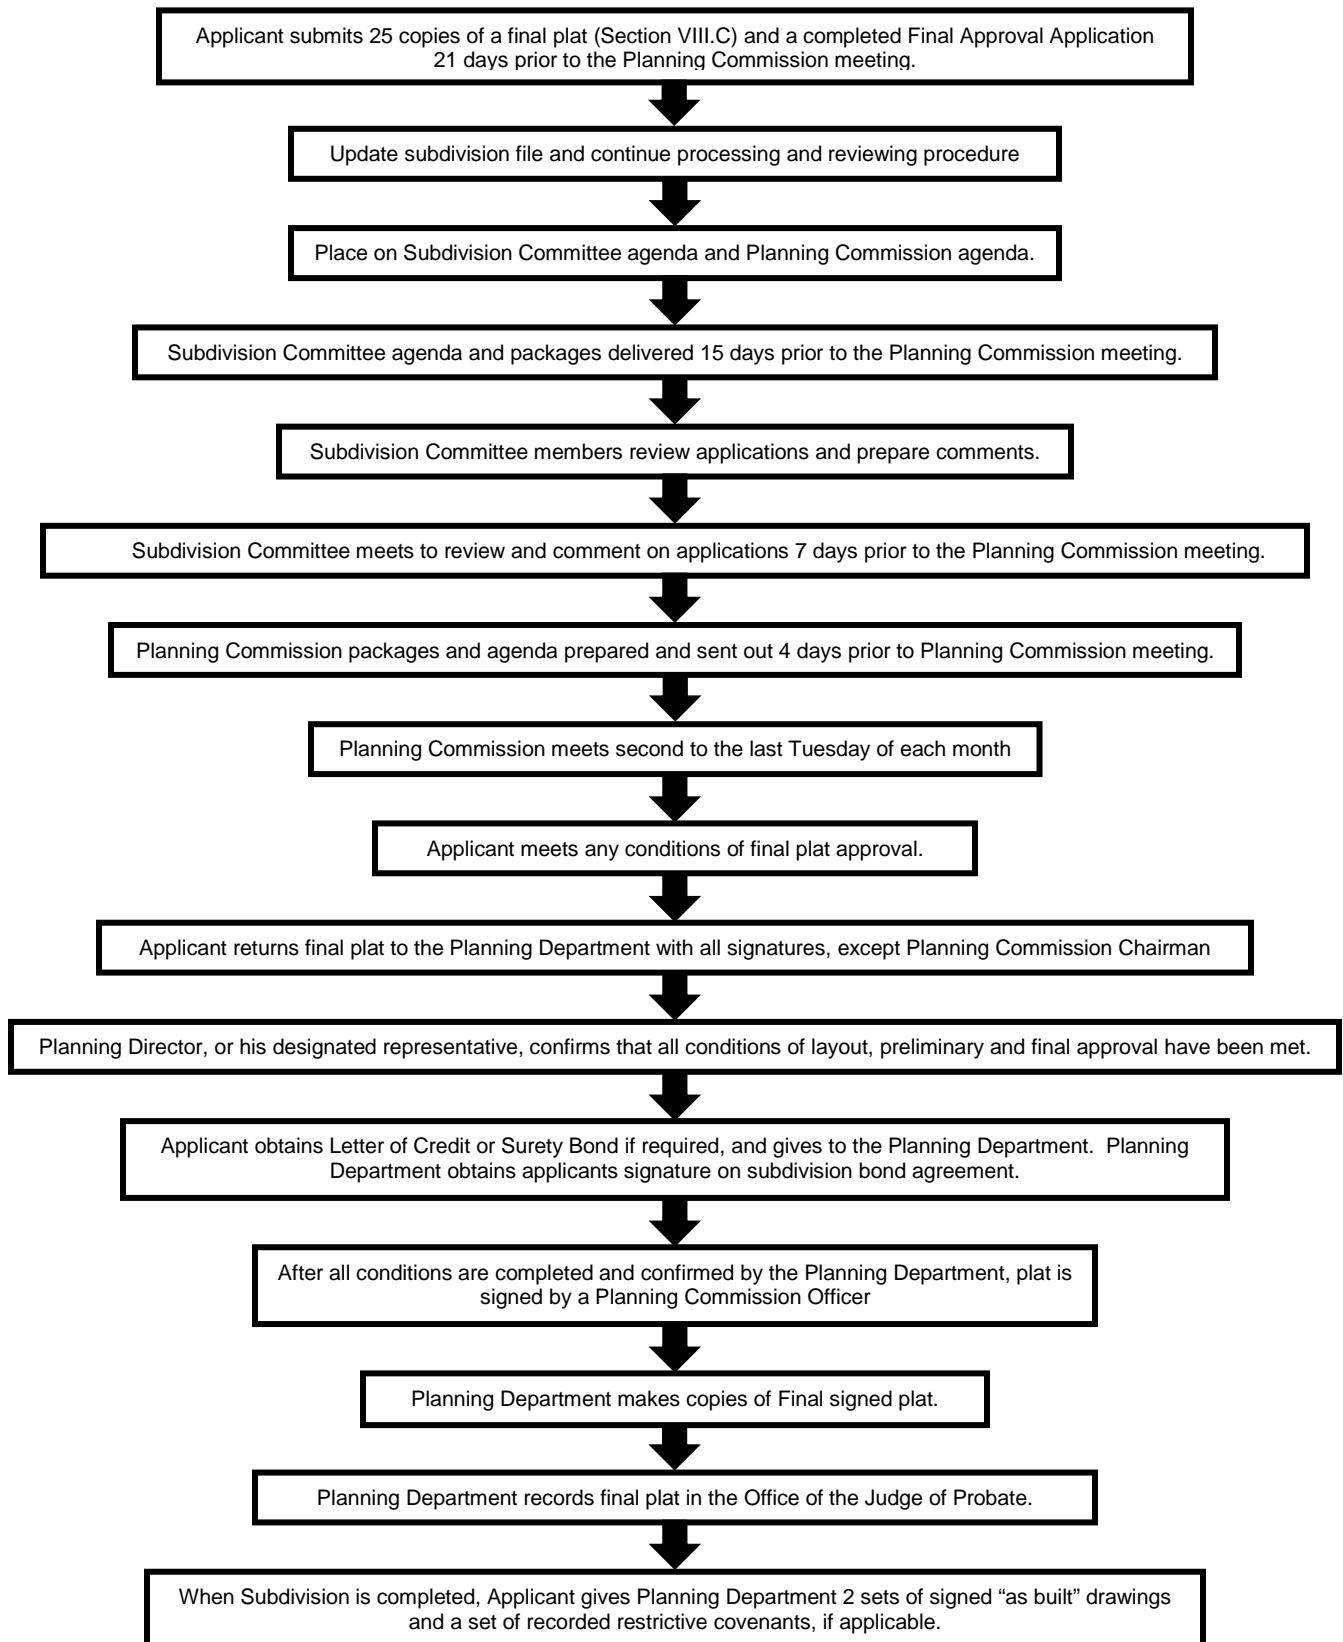 Applicant submits 25 copies of a final plat (Section VIII.C) and a completed Final Approval Application
21 days prior to the Planning Commission meeting.
Update subdivision file and continue processing and reviewing procedure
Place on Subdivision Committee agenda and Planning Commission agenda.
Subdivision Committee agenda and packages delivered 15 days prior to the Planning Commission meeting.
Subdivision Committee members review applications and prepare comments.
Subdivision Committee meets to review and comment on applications 7 days prior to the Planning Commission meeting.
Planning Commission packages and agenda prepared and sent out 4 days prior to Planning Commission meeting.
Planning Commission meets second to the last Tuesday of each month
Applicant meets any conditions of final plat approval.
Applicant returns final plat to the Planning Department with all signatures, except Planning Commission Chairman
Planning Director, or his designated representative, confirms that all conditions of layout, preliminary and final approval have been met.
Applicant obtains Letter of Credit or Surety Bond if required, and gives to the Planning Department.  Planning
Department obtains applicants signature on subdivision bond agreement.
After all conditions are completed and confirmed by the Planning Department, plat is
signed by a Planning Commission Officer
Planning Department makes copies of Final signed plat.
Planning Department records final plat in the Office of the Judge of Probate.
When Subdivision is completed, Applicant gives Planning Department 2 sets of signed “as built” drawings
and a set of recorded restrictive covenants, if applicable.